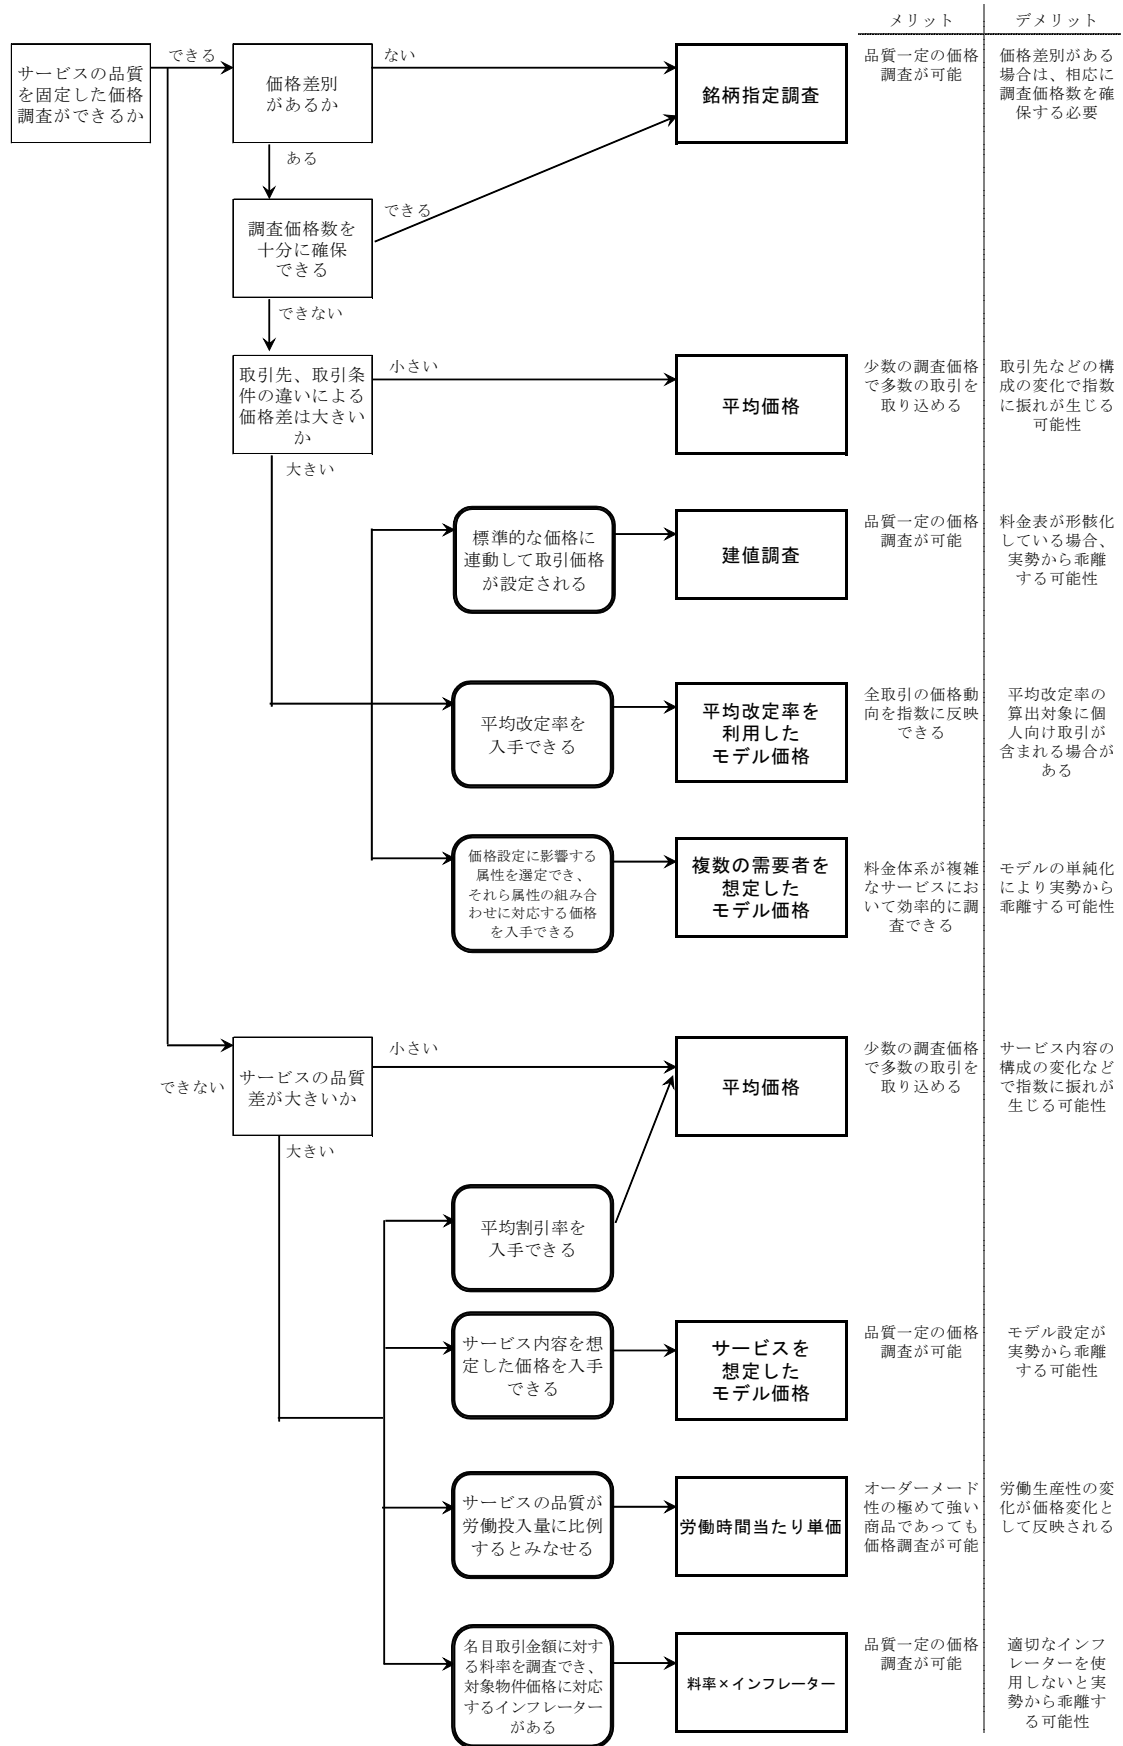 メリット
デメリット
サービスの品質
を固定した価格
調査ができるか
できる
価格差別
があるか
ない
銘柄指定調査
品質一定の価格
調査が可能
価格差別がある
場合は、相応に
調査価格数を確
保する必要
ある
調査価格数を
十分に確保
できる
できる
できない
取引先、取引条
件の違いによる
価格差は大きい
か
小さい
平均価格
少数の調査価格
で多数の取引を
取り込める
取引先などの構
成の変化で指数
に振れが生じる
可能性
大きい
標準的な価格に
連動して取引価格
が設定される
建値調査
品質一定の価格
調査が可能
料金表が形骸化
している場合、
実勢から乖離
する可能性
平均改定率を
入手できる
平均改定率を
利用した
モデル価格
全取引の価格動
向を指数に反映
できる
平均改定率の
算出対象に個
人向け取引が
含まれる場合が
ある
価格設定に影響する
属性を選定でき、
それら属性の組み合
わせに対応する価格
を入手できる
複数の需要者を
想定した
モデル価格
料金体系が複雑
なサービスにお
いて効率的に調
査できる
モデルの単純化
により実勢から
乖離する可能性
できない
サービスの品質
差が大きいか
小さい
平均価格
少数の調査価格
で多数の取引を
取り込める
サービス内容の
構成の変化など
で指数に振れが
生じる可能性
大きい
平均割引率を
入手できる
サービス内容を想
定した価格を入手
できる
サービスを
想定した
モデル価格
品質一定の価格
調査が可能
モデル設定が
実勢から乖離
する可能性
サービスの品質が
労働投入量に比例
するとみなせる
労働時間当たり単価
オーダーメード
性の極めて強い
商品であっても
価格調査が可能
労働生産性の変
化が価格変化と
して反映される
名目取引金額に対す
る料率を調査でき、
対象物件価格に対応
するインフレーター
がある
料率×インフレーター
品質一定の価格
調査が可能
適切なインフ
レーターを使
用しないと実
勢から乖離す
る可能性